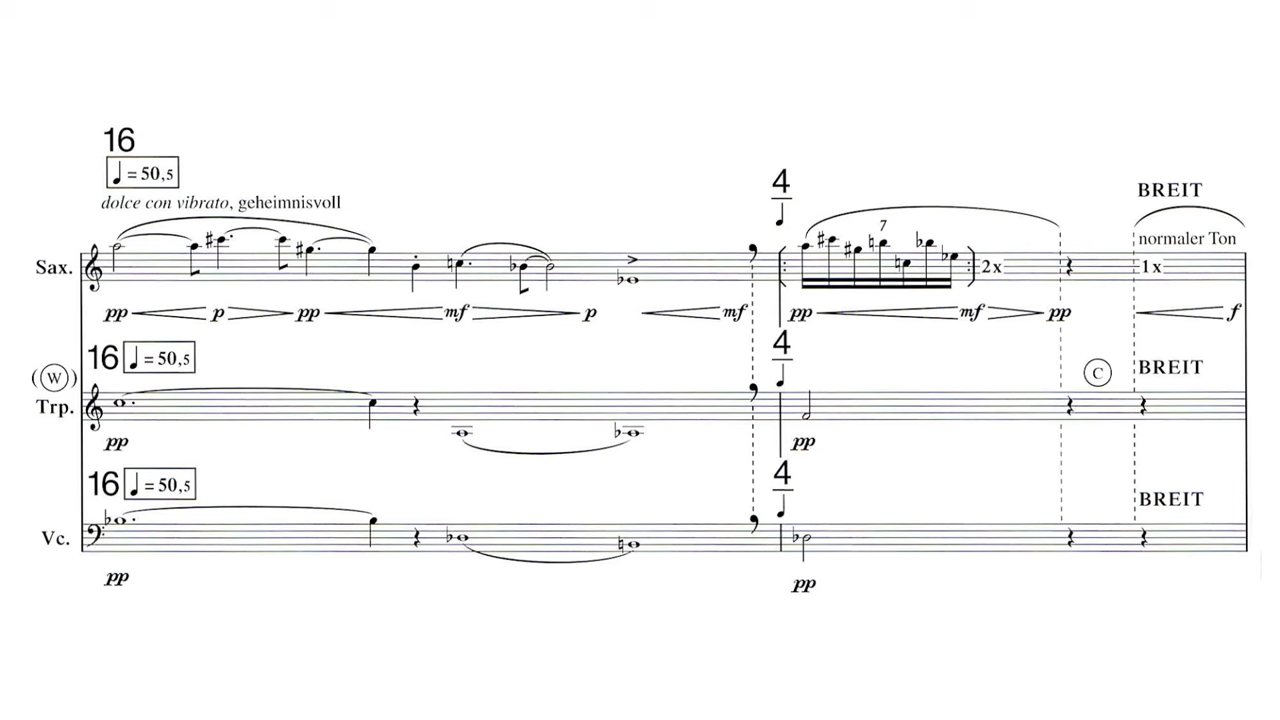 16
♩ = 50,5
dolce con vibrato, geheimnisvoll
4
BREIT
normaler Ton
7
Sax.
2x
1x
pp p pp mf p mf pp mf pp f
16 ♩ = 50,5
4
BREIT
(W)
C
Trp.
pp pp
16 ♩ = 50,5
4
BREIT
Vc.
pp pp